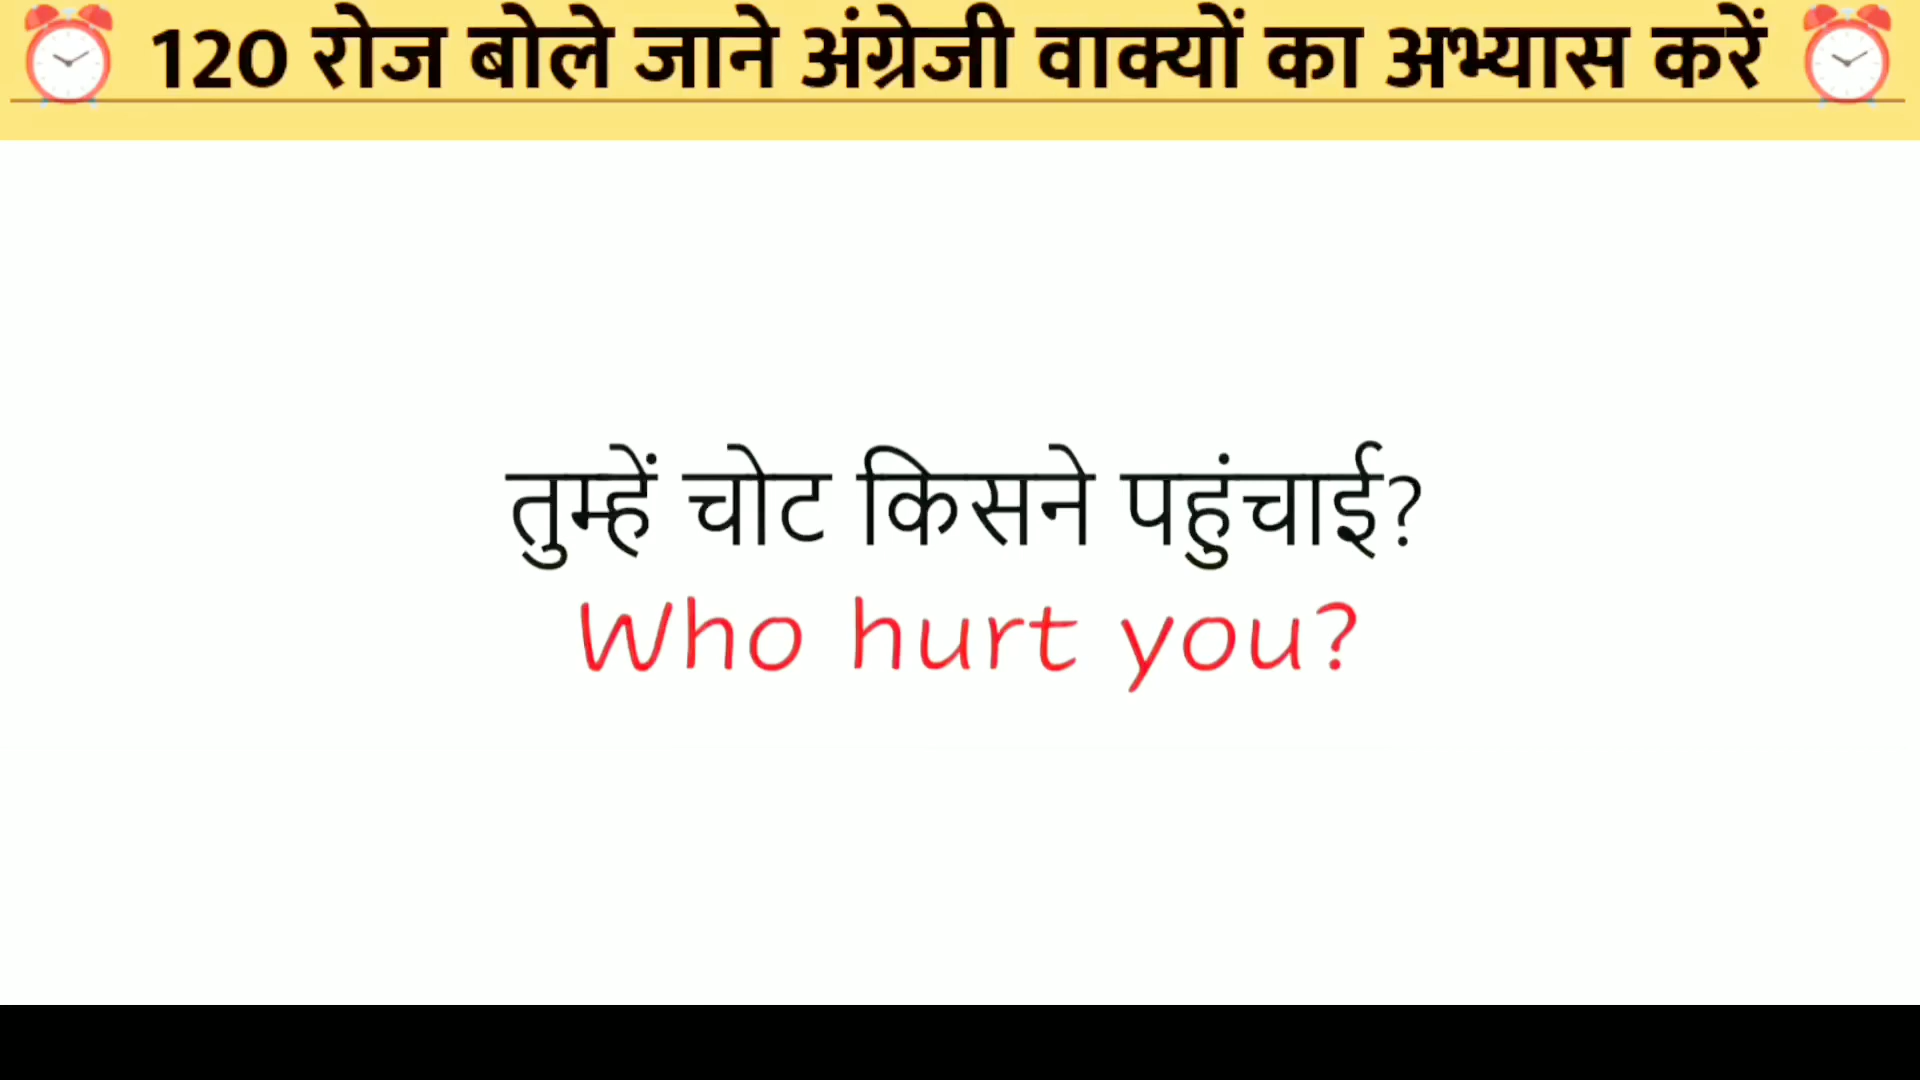 120 रोज बोले जाने अंग्रेजी वाक्यों का अभ्यास करें
तुम्हें चोट किसने पहुंचाई?
Who hurt you?